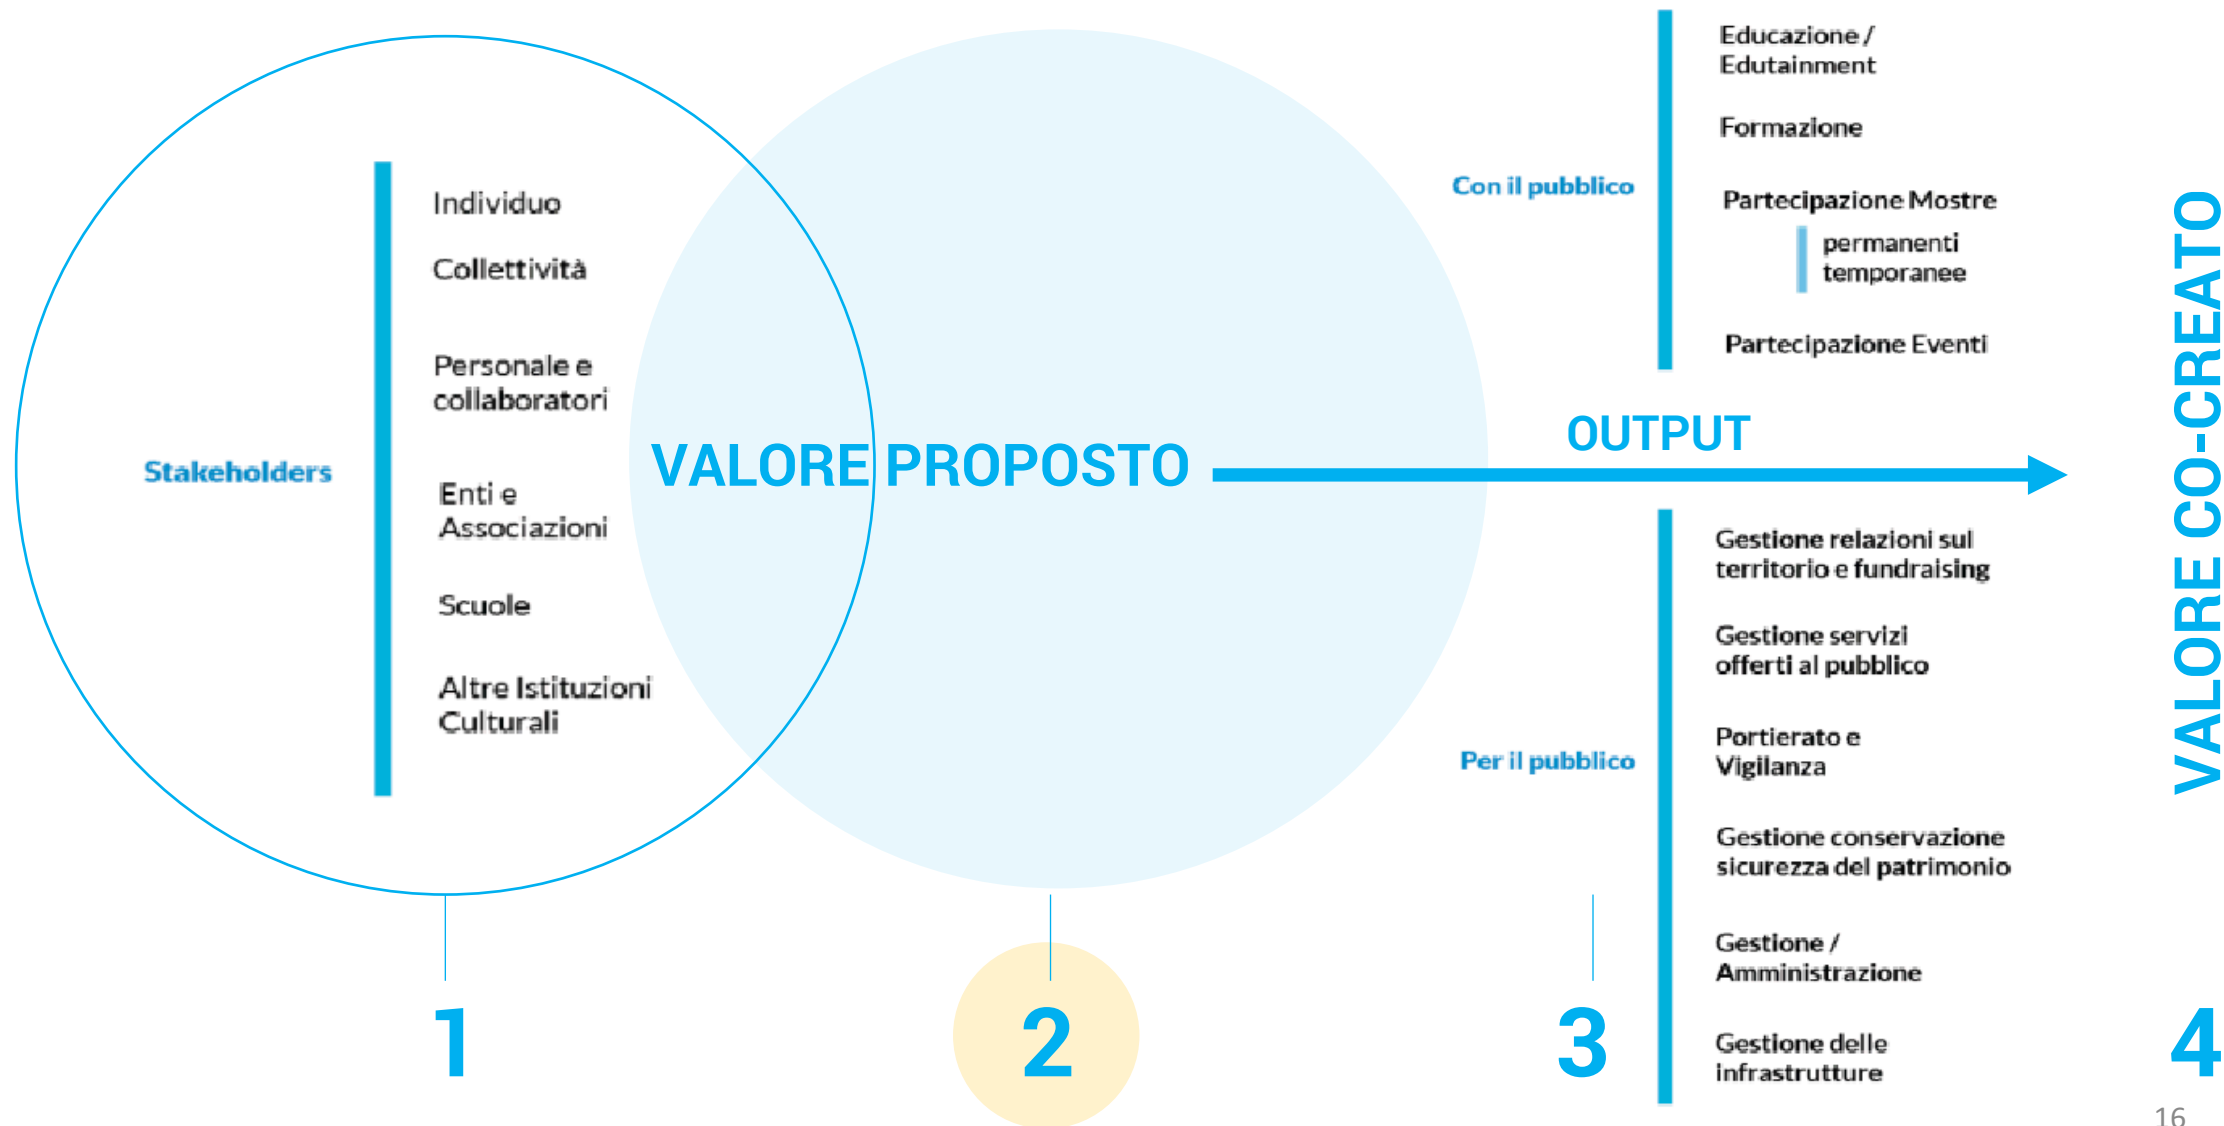 Stakeholders
Individuo
Collettività
Personale e
collaboratori
Enti e
Associazioni
Scuole
Altre Istituzioni
Culturali
VALORE PROPOSTO
Con il pubblico
Educazione /
Edutainment
Formazione
Partecipazione Mostre
permanenti
temporanee
Partecipazione Eventi
OUTPUT
Per il pubblico
Gestione relazioni sul
territorio e fundraising
Gestione servizi
offerti al pubblico
Portierato e
Vigilanza
Gestione conservazione
sicurezza del patrimonio
Gestione /
Amministrazione
Gestione delle
infrastrutture
VALORE CO-CREATO
1
2
3
4
16